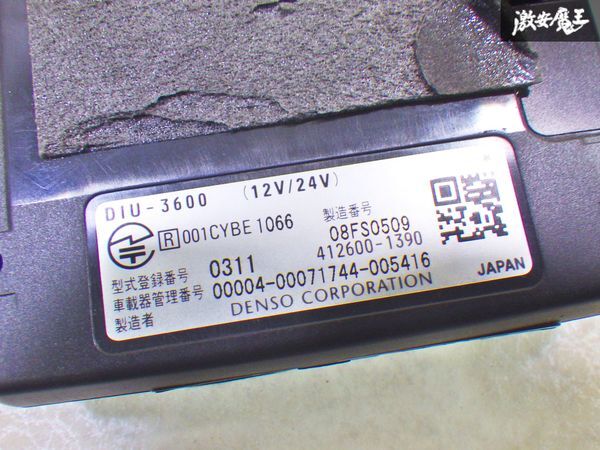 激安魔王
DIU-3600 (12V/24V)
R 001CYBE1066 製造番号
08FS0509
型式登録番号 0311 412600-1390
車載器管理番号 00004-00071744-005416
製造者 DENSO CORPORATION JAPAN